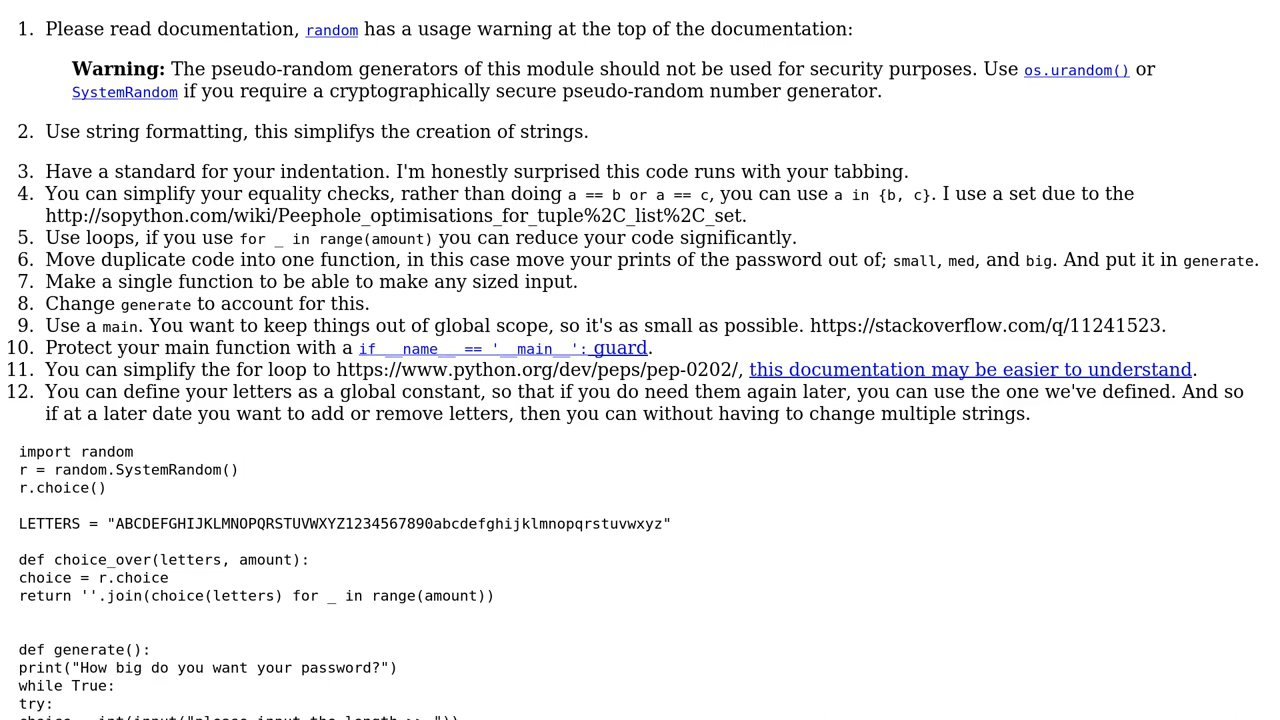 1. Please read documentation, random has a usage warning at the top of the documentation:
Warning: The pseudo-random generators of this module should not be used for security purposes. Use os.urandom() or
SystemRandom if you require a cryptographically secure pseudo-random number generator.
2. Use string formatting, this simplifys the creation of strings.
3. Have a standard for your indentation. I'm honestly surprised this code runs with your tabbing.
4. You can simplify your equality checks, rather than doing a == b or a == c, you can use a in {b, c}. I use a set due to the
http://sopython.com/wiki/Peephole_optimisations_for_tuple%2C_list%2C_set.
5. Use loops, if you use for _ in range(amount) you can reduce your code significantly.
6. Move duplicate code into one function, in this case move your prints of the password out of; small, med, and big. And put it in generate.
7. Make a single function to be able to make any sized input.
8. Change generate to account for this.
9. Use a main. You want to keep things out of global scope, so it's as small as possible. https://stackoverflow.com/q/11241523.
10. Protect your main function with a if __name__ == '__main__': guard.
11. You can simplify the for loop to https://www.python.org/dev/peps/pep-0202/, this documentation may be easier to understand.
12. You can define your letters as a global constant, so that if you do need them again later, you can use the one we've defined. And so
if at a later date you want to add or remove letters, then you can without having to change multiple strings.
import random
r = random.SystemRandom()
r.choice()
LETTERS = "ABCDEFGHIJKLMNOPQRSTUVWXYZ1234567890abcdefghijklmnopqrstuvwxyz"
def choice_over(letters, amount):
choice = r.choice
return ''.join(choice(letters) for _ in range(amount))
def generate():
print("How big do you want your password?")
while True:
try:
choice = int(input("please input the length >> "))